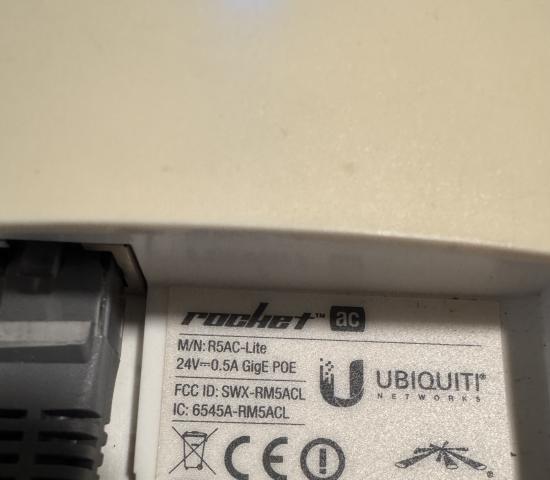 rocket™ ac
M/N: R5AC-Lite
24V⎓0.5A GigE POE
FCC ID: SWX-RM5ACL
IC: 6545A-RM5ACL
UBIQUITI®
NETWORKS
CE